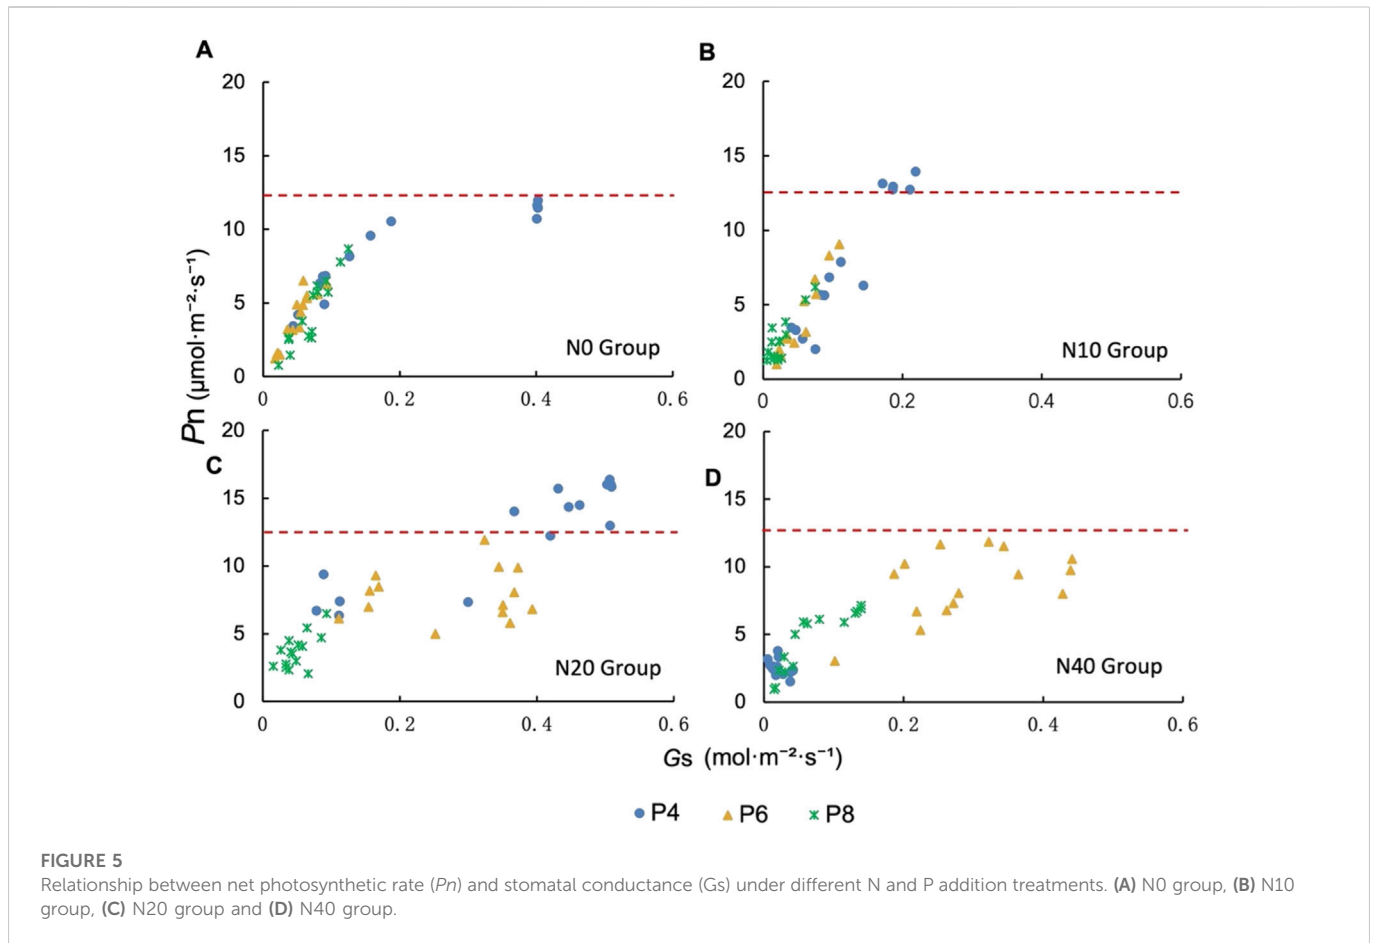 A
B
20
15
10
5
0
0
0.2
0.4
0.6
N0 Group
20
15
10
5
0
0
0.2
0.4
0.6
N10 Group
Pn (μmol·m⁻²·s⁻¹)
C
20
15
10
5
0
0
0.2
0.4
0.6
N20 Group
D
20
15
10
5
0
0
0.2
0.4
0.6
N40 Group
Gs (mol·m⁻²·s⁻¹)
P4 P6 P8
FIGURE 5
Relationship between net photosynthetic rate (Pn) and stomatal conductance (Gs) under different N and P addition treatments. (A) N0 group, (B) N10
group, (C) N20 group and (D) N40 group.